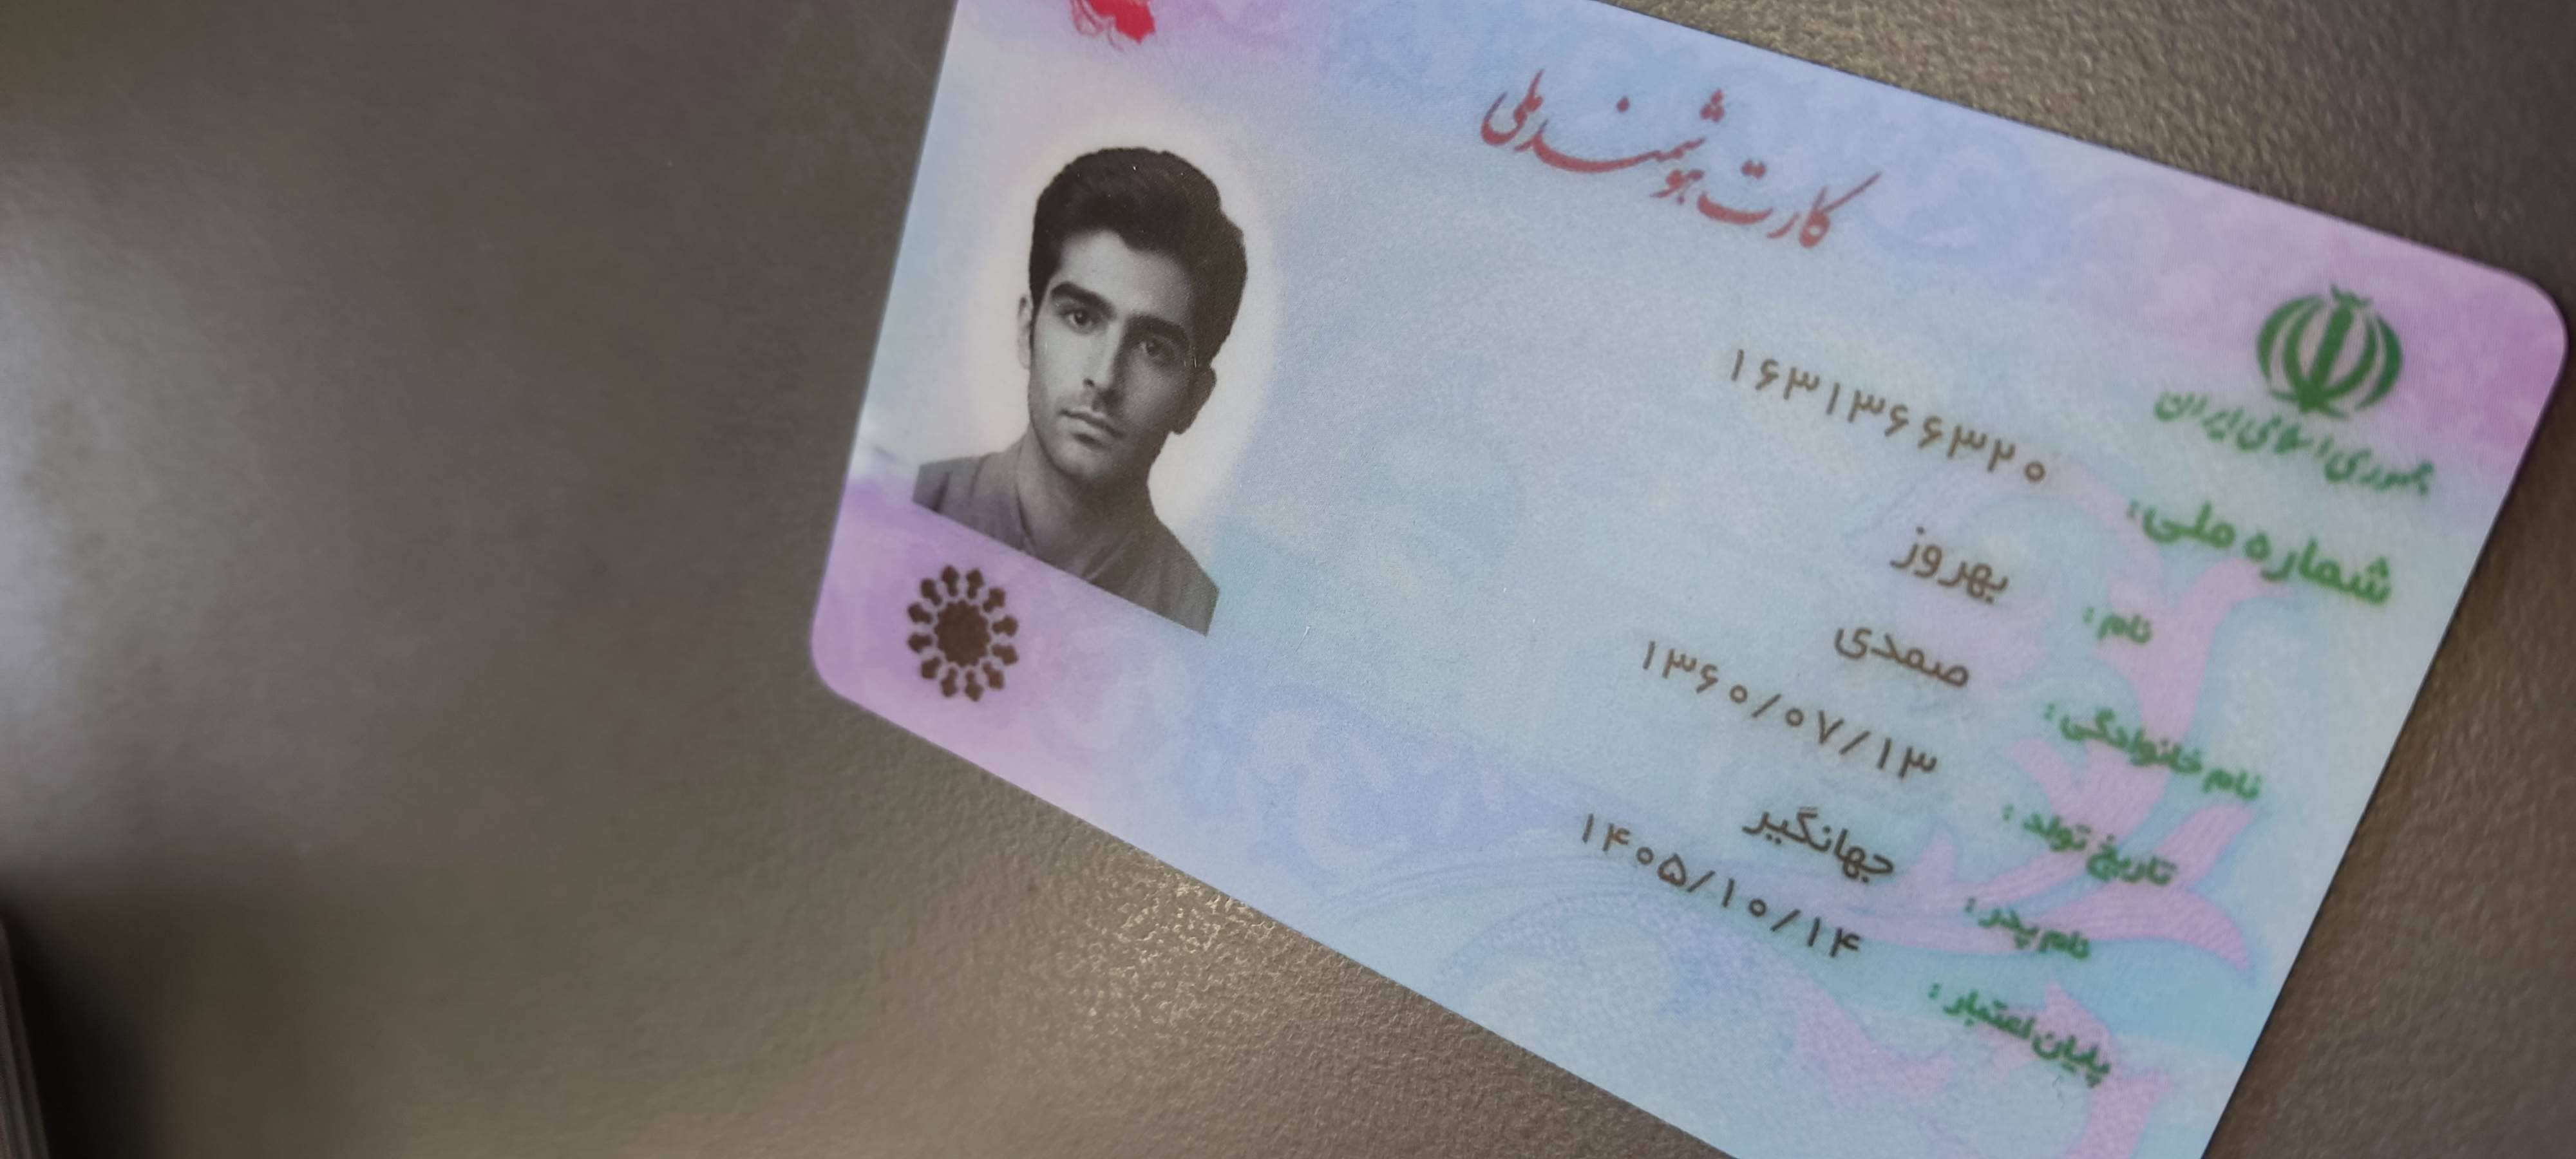 کارت هوشمند ملی
جمهوری اسلامی ایران
شماره ملی: ۱۶۳۱۳۶۶۳۲۰
نام: بهروز
نام خانوادگی: صمدی
تاریخ تولد: ۱۳۶۰/۰۷/۱۳
نام پدر: جهانگیر
پایان اعتبار: ۱۴۰۵/۱۰/۱۴